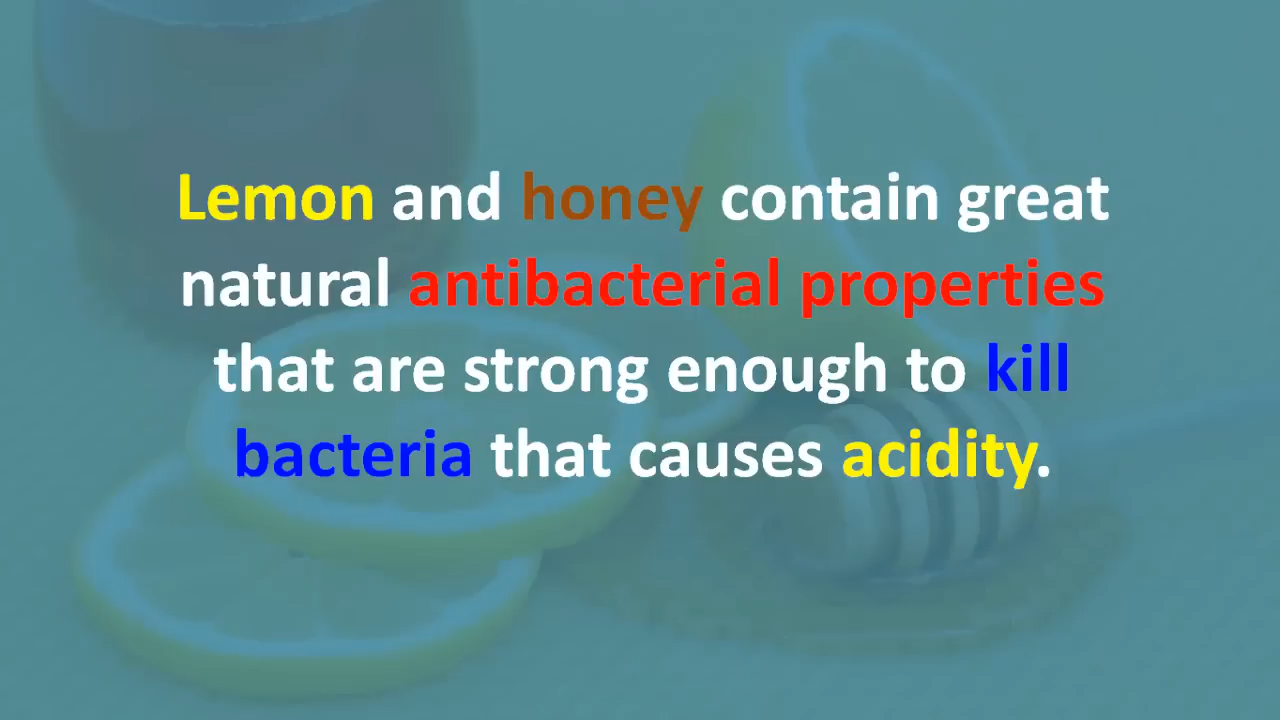 Lemon and honey contain great
natural antibacterial properties
that are strong enough to kill
bacteria that causes acidity.